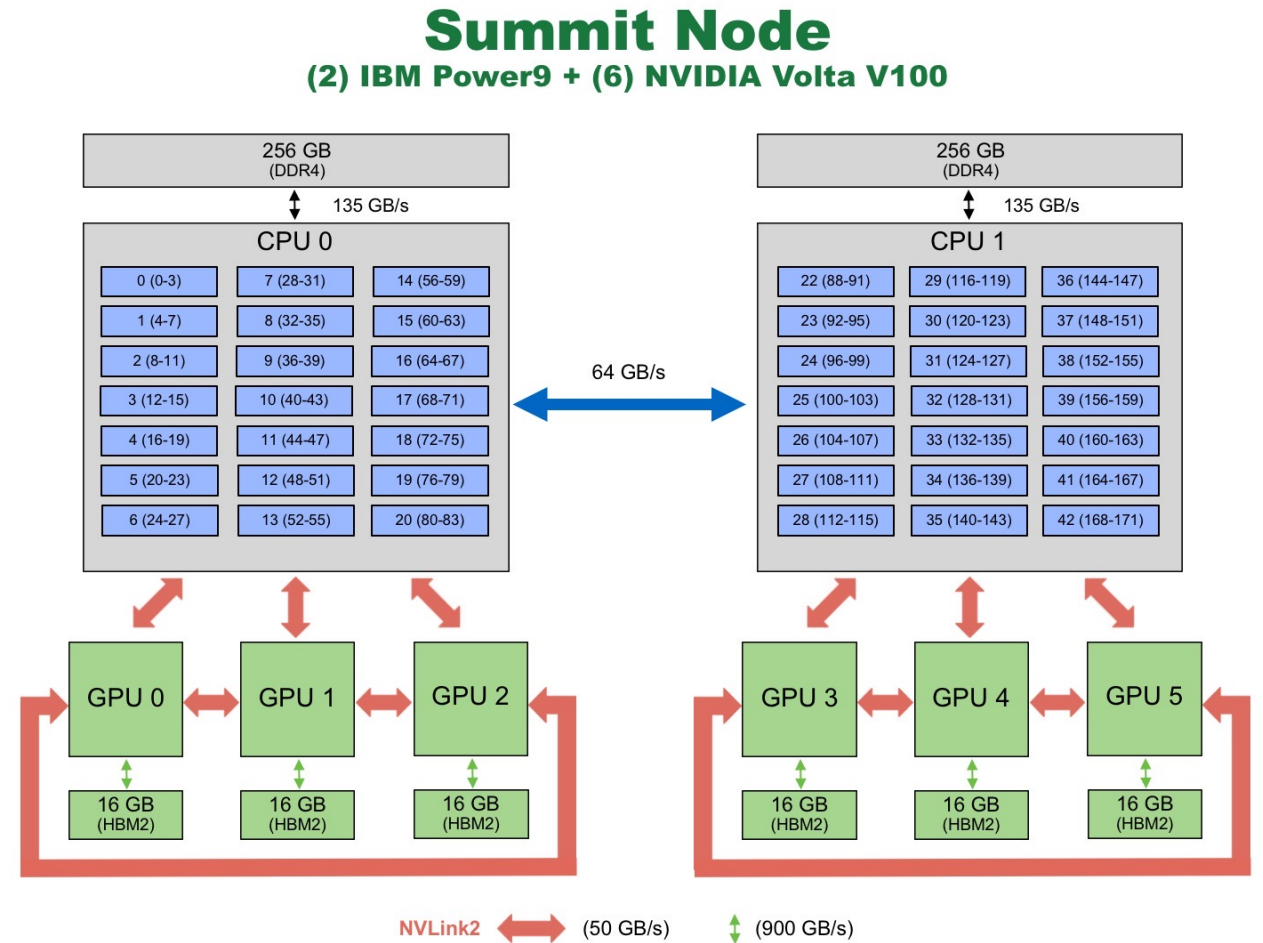 Summit Node
(2) IBM Power9 + (6) NVIDIA Volta V100
256 GB
(DDR4)
135 GB/s
CPU 0
0 (0-3) 7 (28-31) 14 (56-59)
1 (4-7) 8 (32-35) 15 (60-63)
2 (8-11) 9 (36-39) 16 (64-67)
3 (12-15) 10 (40-43) 17 (68-71)
4 (16-19) 11 (44-47) 18 (72-75)
5 (20-23) 12 (48-51) 19 (76-79)
6 (24-27) 13 (52-55) 20 (80-83)
64 GB/s
256 GB
(DDR4)
135 GB/s
CPU 1
22 (88-91) 29 (116-119) 36 (144-147)
23 (92-95) 30 (120-123) 37 (148-151)
24 (96-99) 31 (124-127) 38 (152-155)
25 (100-103) 32 (128-131) 39 (156-159)
26 (104-107) 33 (132-135) 40 (160-163)
27 (108-111) 34 (136-139) 41 (164-167)
28 (112-115) 35 (140-143) 42 (168-171)
GPU 0 GPU 1 GPU 2
16 GB 16 GB 16 GB
(HBM2) (HBM2) (HBM2)
GPU 3 GPU 4 GPU 5
16 GB 16 GB 16 GB
(HBM2) (HBM2) (HBM2)
NVLink2 (50 GB/s) (900 GB/s)